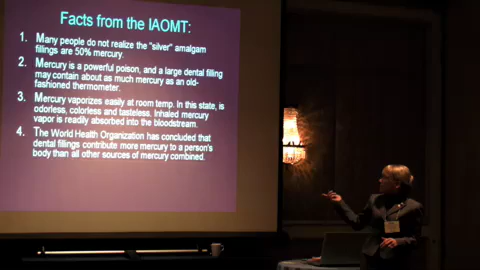 Facts from the IAOMT:
1. Many people do not realize the "silver" amalgam
fillings are 50% mercury.
2. Mercury is a powerful poison, and a large dental filling
may contain about as much mercury as an old-
fashioned thermometer.
3. Mercury vaporizes easily at room temp. In this state, is
odorless, colorless and tasteless. Inhaled mercury
vapor is readily absorbed into the bloodstream.
4. The World Health Organization has concluded that
dental fillings contribute more mercury to a person's
body than all other sources of mercury combined.